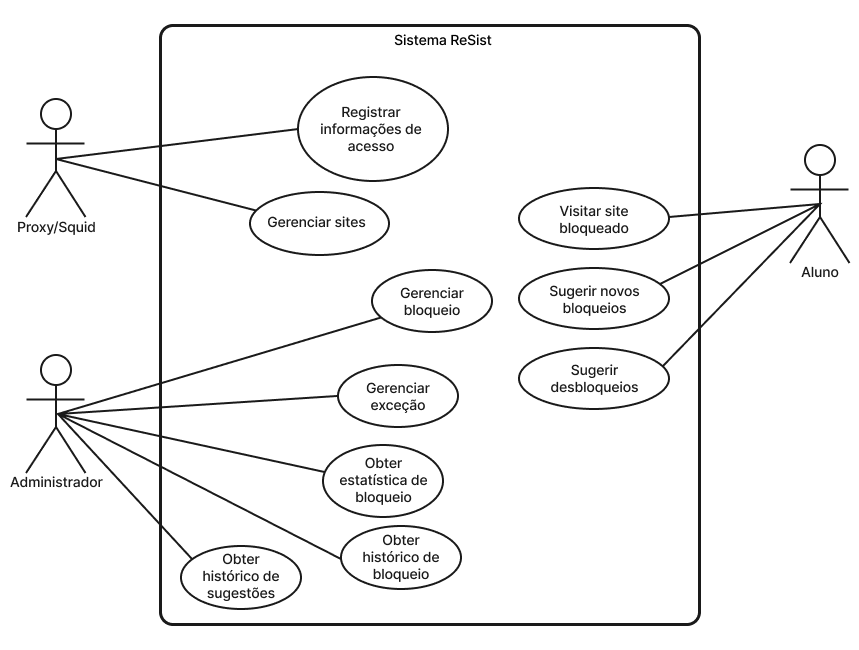 Sistema ReSist
Registrar
informações de
acesso
Proxy/Squid
Gerenciar sites
Visitar site
bloqueado
Aluno
Gerenciar
bloqueio
Sugerir novos
bloqueios
Sugerir
desbloqueios
Gerenciar
exceção
Administrador
Obter
estatística de
bloqueio
Obter
histórico de
bloqueio
Obter
histórico de
sugestões